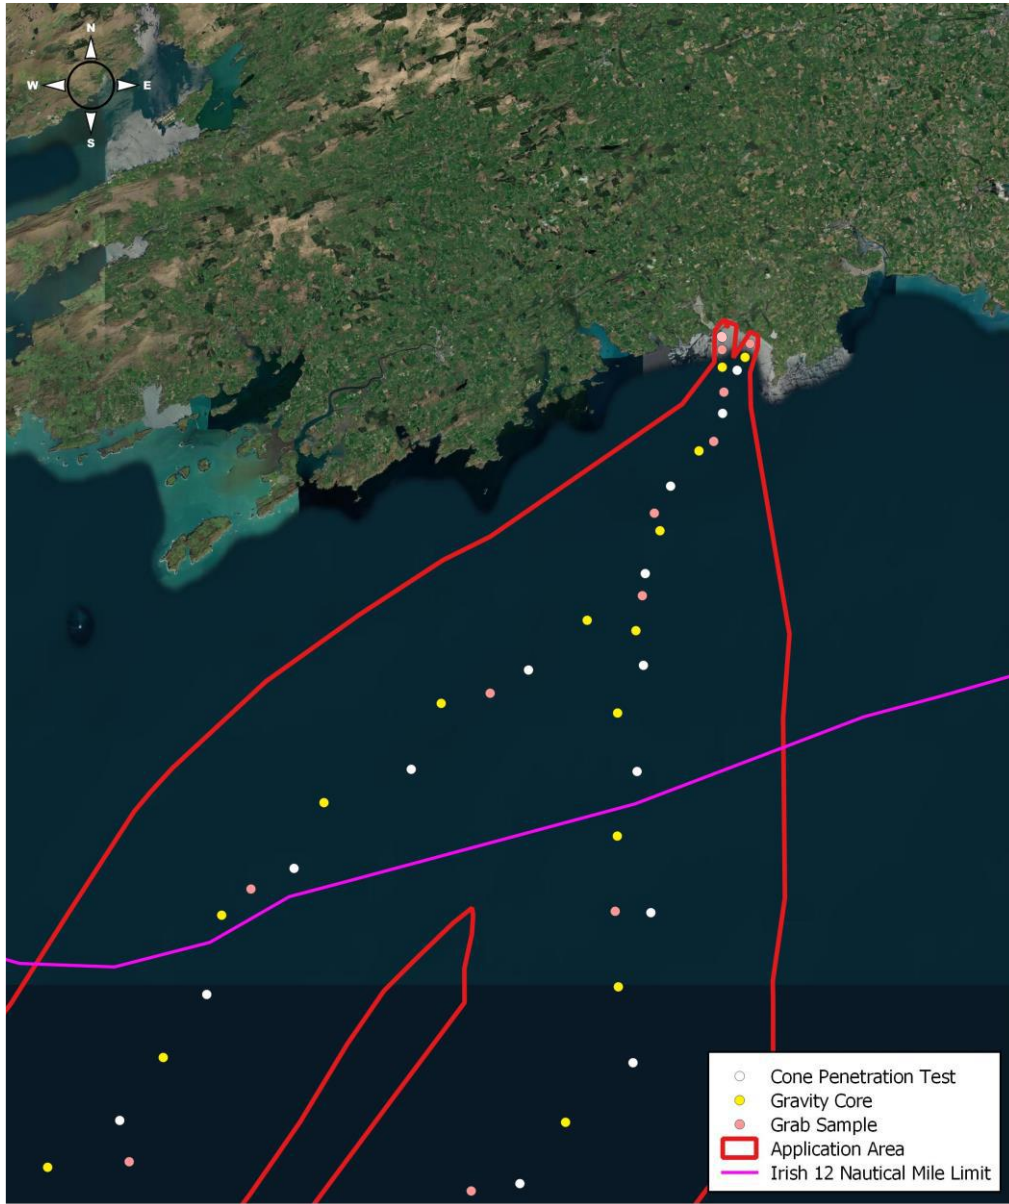 N
W E
S
Cone Penetration Test
Gravity Core
Grab Sample
Application Area
Irish 12 Nautical Mile Limit